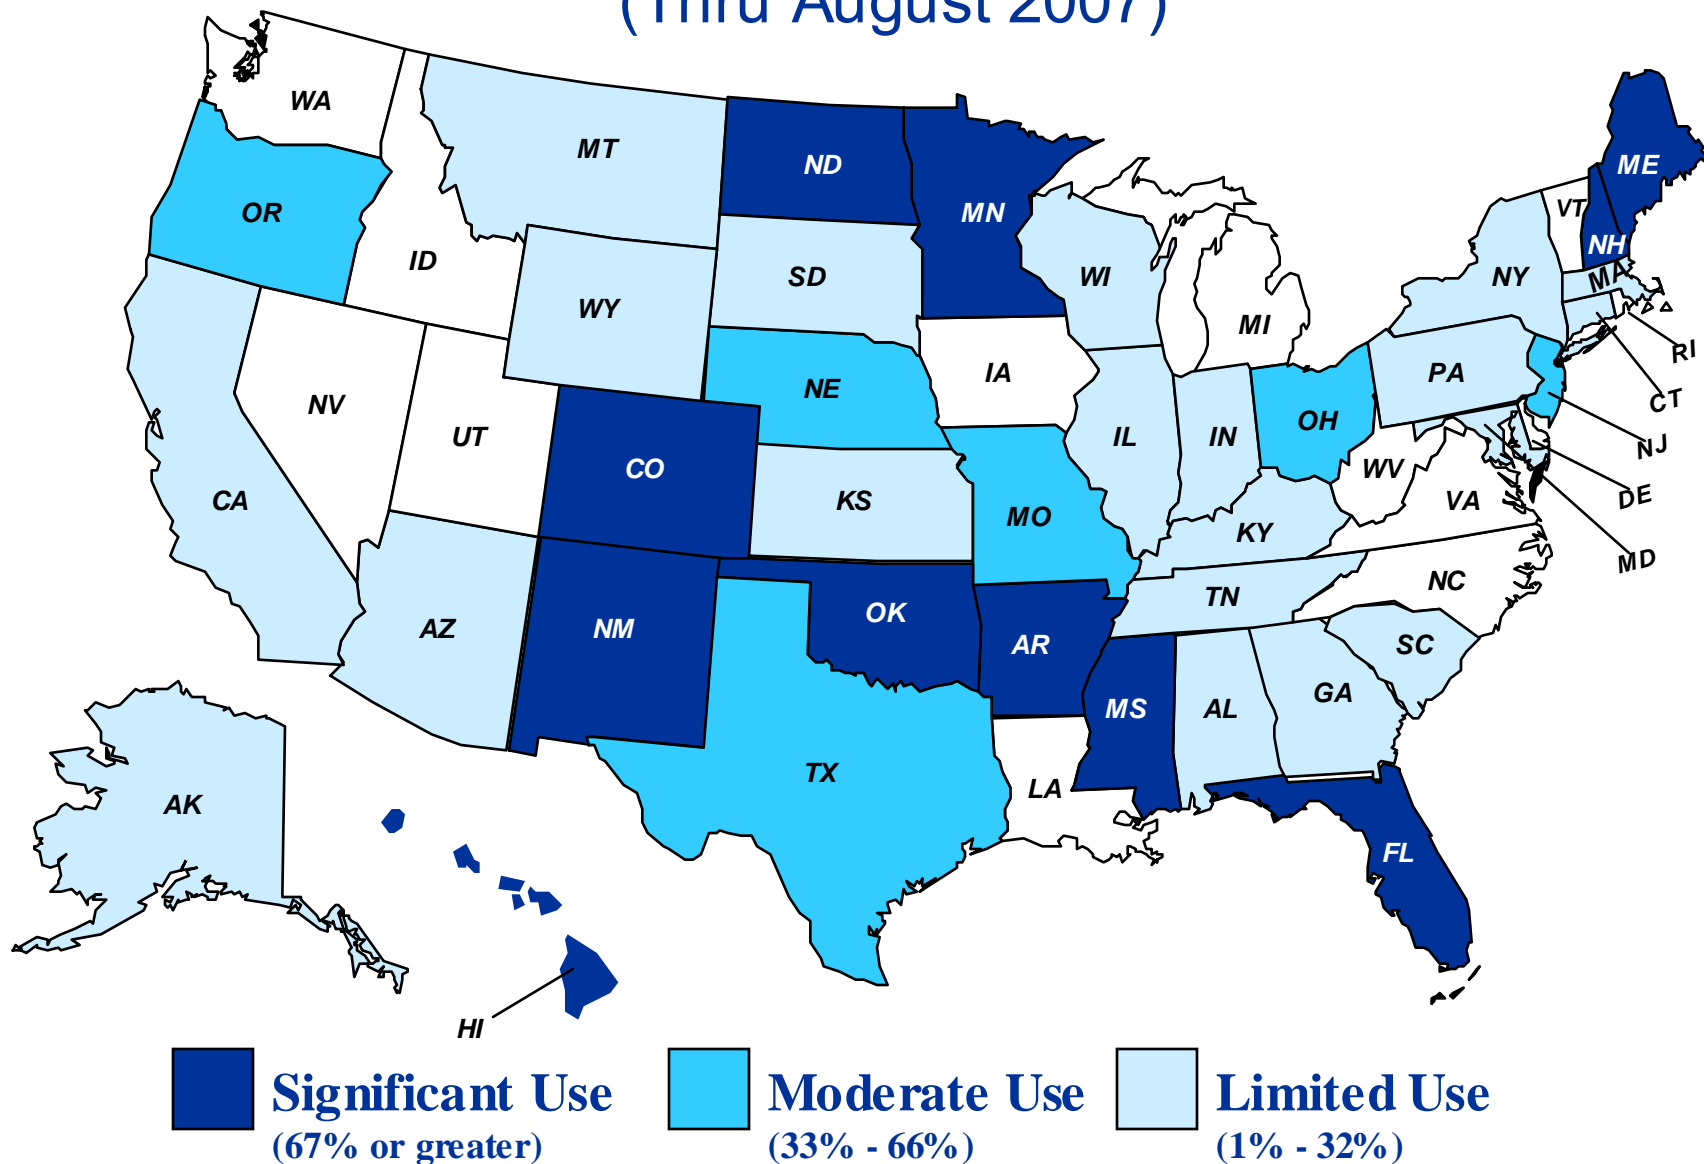 (Thru August 2007)
WA
MT
ND
MN
ME
OR
ID
VT
NH
SD
WI
NY
MA
WY
MI
RI
NE
IA
PA
CT
NV
UT
OH
NJ
CO
IL
IN
WV
DE
CA
KS
MO
KY
VA
MD
AZ
NM
OK
AR
TN
NC
SC
MS
AL
GA
TX
LA
AK
FL
HI
Significant Use
(67% or greater)
Moderate Use
(33% - 66%)
Limited Use
(1% - 32%)